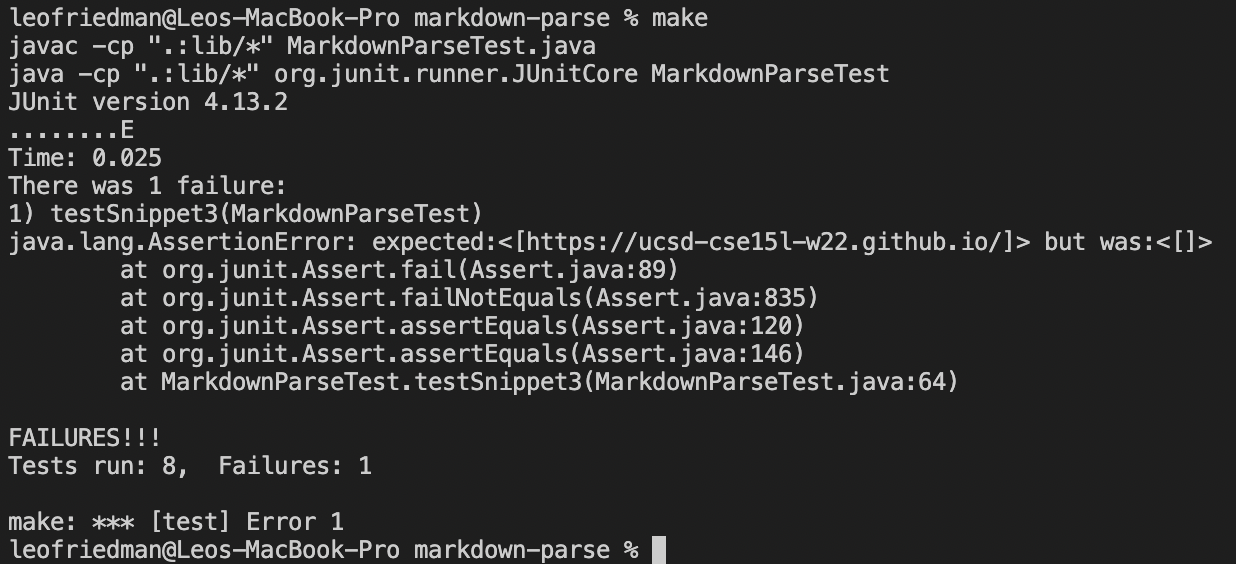 leofriedman@Leos-MacBook-Pro markdown-parse % make
javac -cp ".:lib/*" MarkdownParseTest.java
java -cp ".:lib/*" org.junit.runner.JUnitCore MarkdownParseTest
JUnit version 4.13.2
........E
Time: 0.025
There was 1 failure:
1) testSnippet3(MarkdownParseTest)
java.lang.AssertionError: expected:<[https://ucsd-cse15l-w22.github.io/]> but was:<[]>
        at org.junit.Assert.fail(Assert.java:89)
        at org.junit.Assert.failNotEquals(Assert.java:835)
        at org.junit.Assert.assertEquals(Assert.java:120)
        at org.junit.Assert.assertEquals(Assert.java:146)
        at MarkdownParseTest.testSnippet3(MarkdownParseTest.java:64)

FAILURES!!!
Tests run: 8,  Failures: 1

make: *** [test] Error 1
leofriedman@Leos-MacBook-Pro markdown-parse %